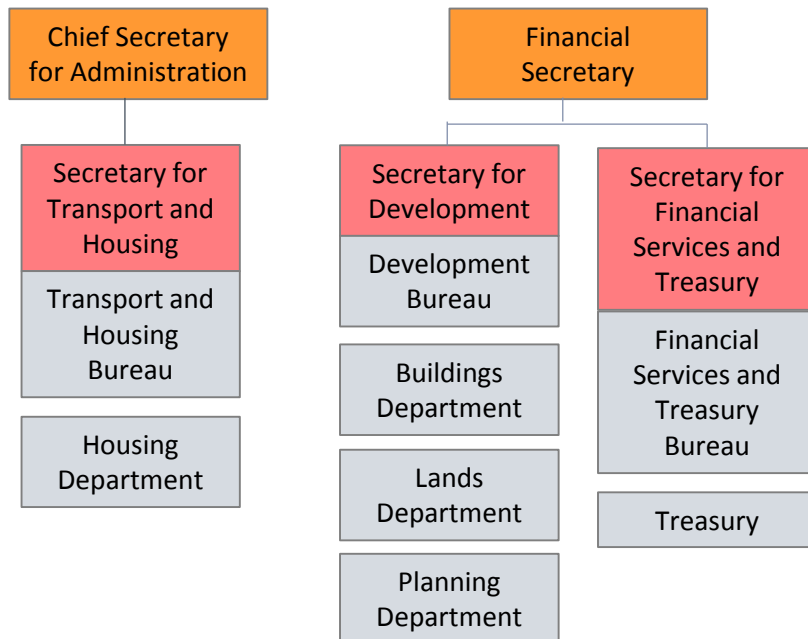 Chief Secretary
for Administration
Financial
Secretary
Secretary for
Transport and
Housing
Transport and
Housing
Bureau
Housing
Department
Secretary for
Development
Development
Bureau
Buildings
Department
Lands
Department
Planning
Department
Secretary for
Financial
Services and
Treasury
Financial
Services and
Treasury
Bureau
Treasury